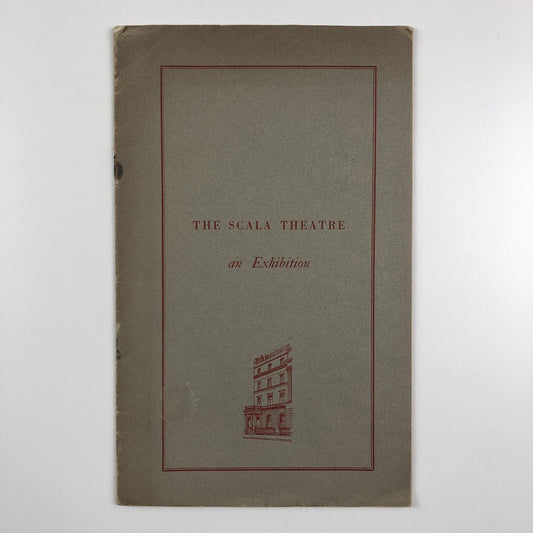 THE SCALA THEATRE
an Exhibition